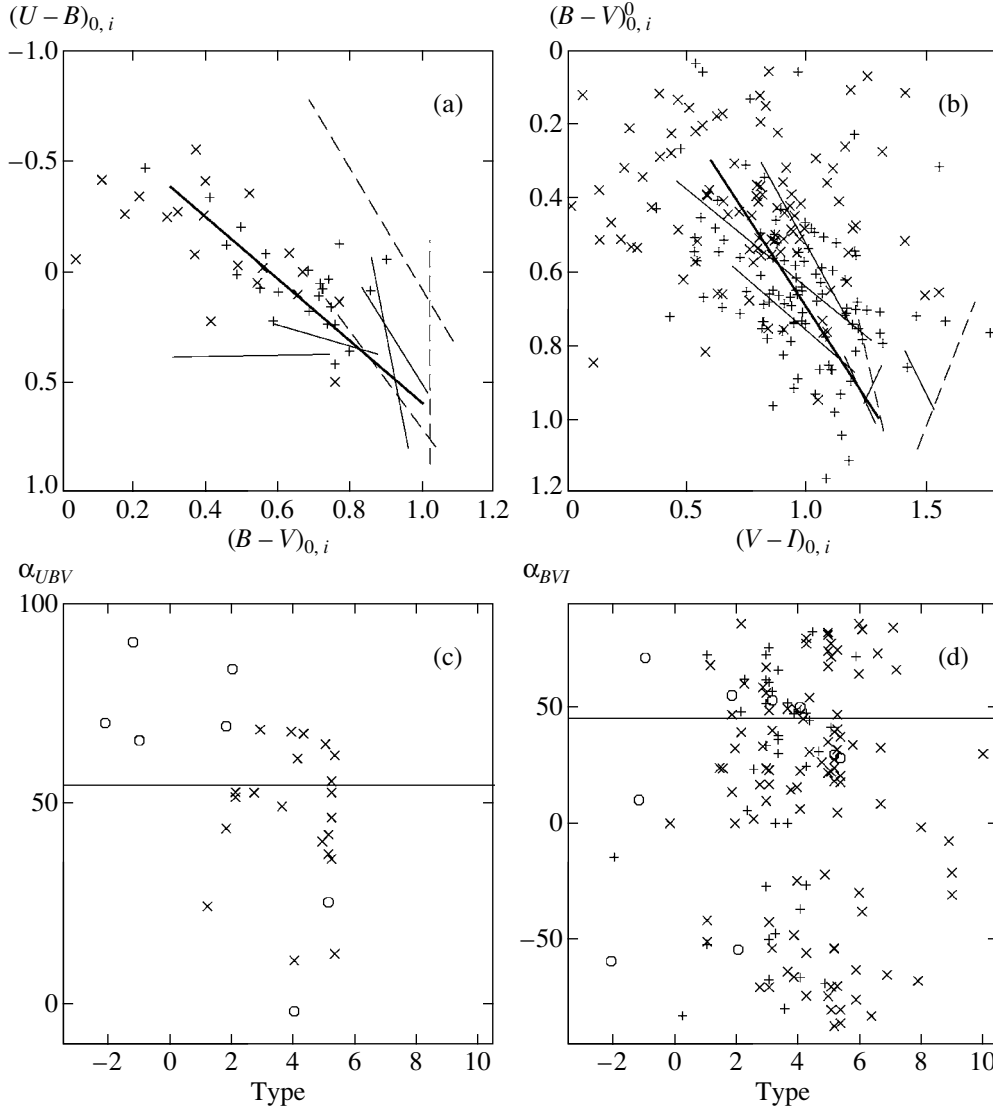 (U – B)0, i
–1.0
–0.5
0
0.5
1.0
(a)
0 0.2 0.4 0.6 0.8 1.0 1.2
(B – V)0, i
(B – V)0 0, i
0
0.2
0.4
0.6
0.8
1.0
1.2
(b)
0 0.5 1.0 1.5
(V – I)0, i
αUBV
100
50
0
(c)
–2 0 2 4 6 8 10
Type
αBVI
50
0
–50
(d)
–2 0 2 4 6 8 10
Type